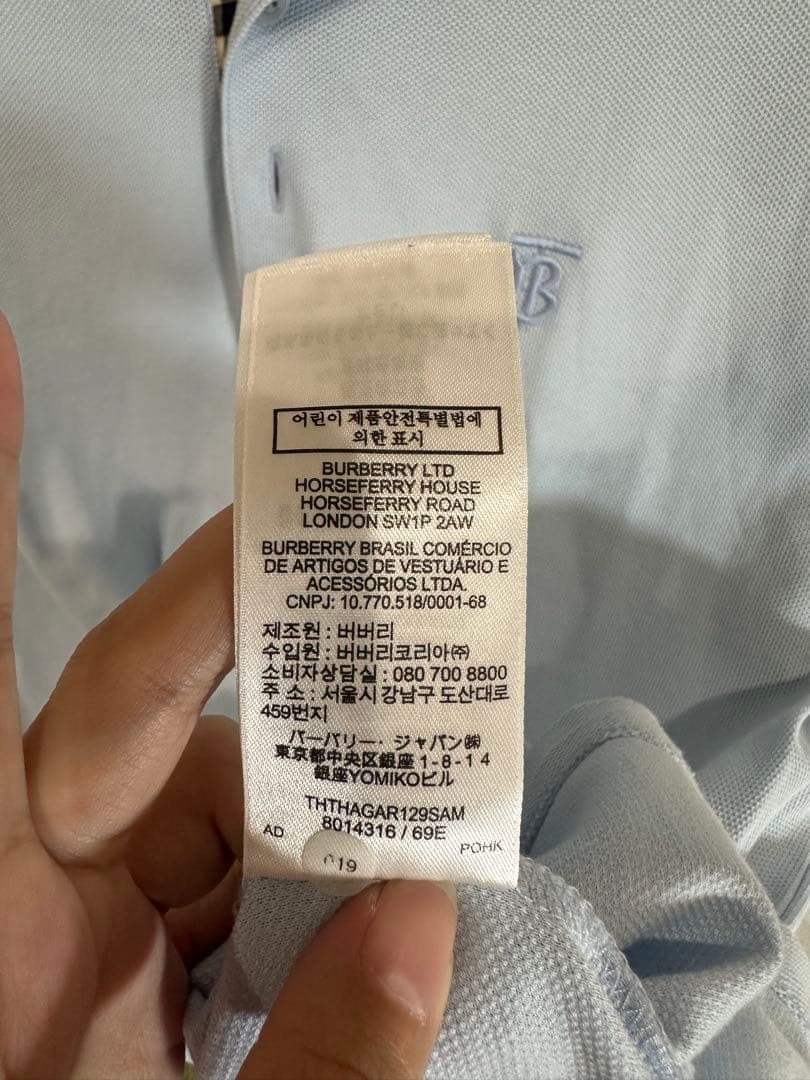 B
어린이 제품안전특별법에
의한 표시
BURBERRY LTD
HORSEFERRY HOUSE
HORSEFERRY ROAD
LONDON SW1P 2AW
BURBERRY BRASIL COMÉRCIO
DE ARTIGOS DE VESTUÁRIO E
ACESSÓRIOS LTDA.
CNPJ: 10.770.518/0001-68
제조원 : 버버리
수입원 : 버버리코리아㈜
소비자상담실 : 080 700 8800
주 소 : 서울시 강남구 도산대로
459번지
バーバリー・ジャパン㈱
東京都中央区銀座 1-8-14
銀座YOMIKOビル
THTHAGAR129SAM
8014316 / 69E
AD
POHK
019